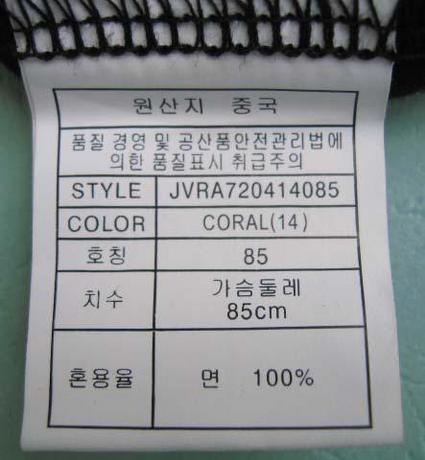 원산지 중국
품질 경영 및 공산품안전관리법에
의한 품질표시 취급주의
STYLE JVRA720414085
COLOR CORAL(14)
호칭 85
치수 가슴둘레
85cm
혼용율 면 100%